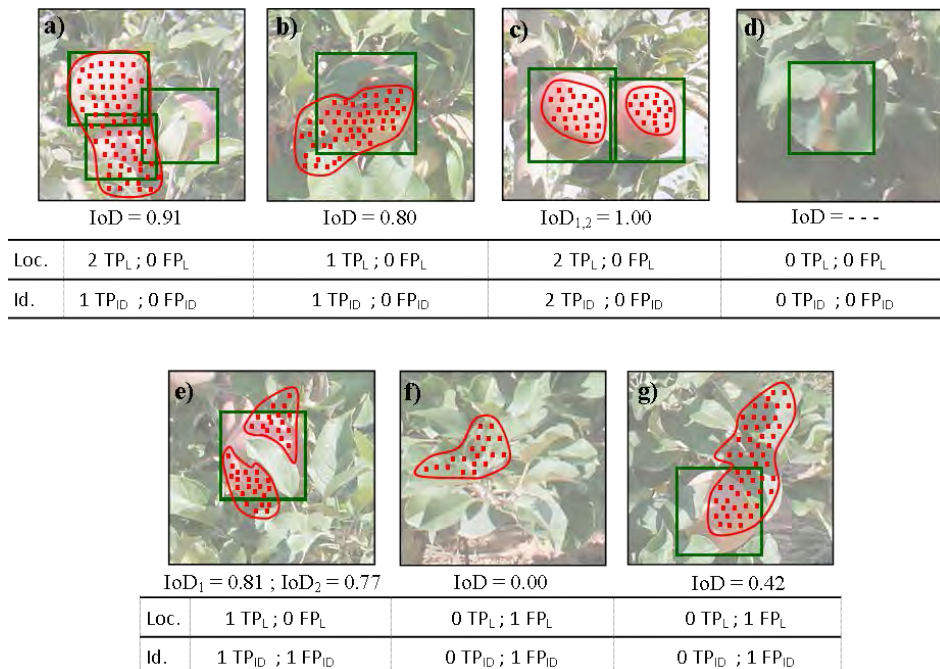 a) b) c) d)
IoD = 0.91 IoD = 0.80 IoD1,2 = 1.00 IoD = - - -
Loc. 2 TPL ; 0 FPL 1 TPL ; 0 FPL 2 TPL ; 0 FPL 0 TPL ; 0 FPL
Id. 1 TPID ; 0 FPID 1 TPID ; 0 FPID 2 TPID ; 0 FPID 0 TPID ; 0 FPID
e) f) g)
IoD1 = 0.81 ; IoD2 = 0.77 IoD = 0.00 IoD = 0.42
Loc. 1 TPL ; 0 FPL 0 TPL ; 1 FPL 0 TPL ; 1 FPL
Id. 1 TPID ; 1 FPID 0 TPID ; 1 FPID 0 TPID ; 1 FPID